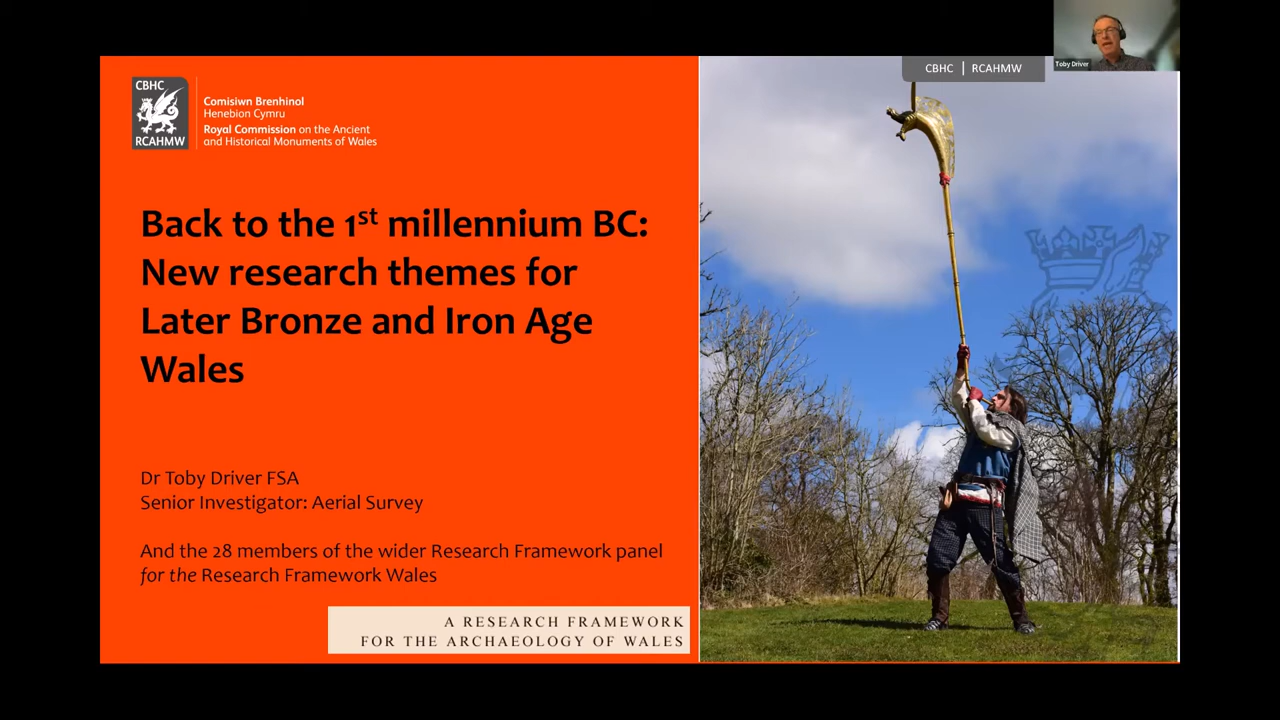 CBHC
RCAHMW
Comisiwn Brenhinol
Henebion Cymru
Royal Commission on the Ancient
and Historical Monuments of Wales
CBHC | RCAHMW
Toby Driver
Back to the 1st millennium BC:
New research themes for
Later Bronze and Iron Age
Wales
Dr Toby Driver FSA
Senior Investigator: Aerial Survey
And the 28 members of the wider Research Framework panel
for the Research Framework Wales
A RESEARCH FRAMEWORK
FOR THE ARCHAEOLOGY OF WALES